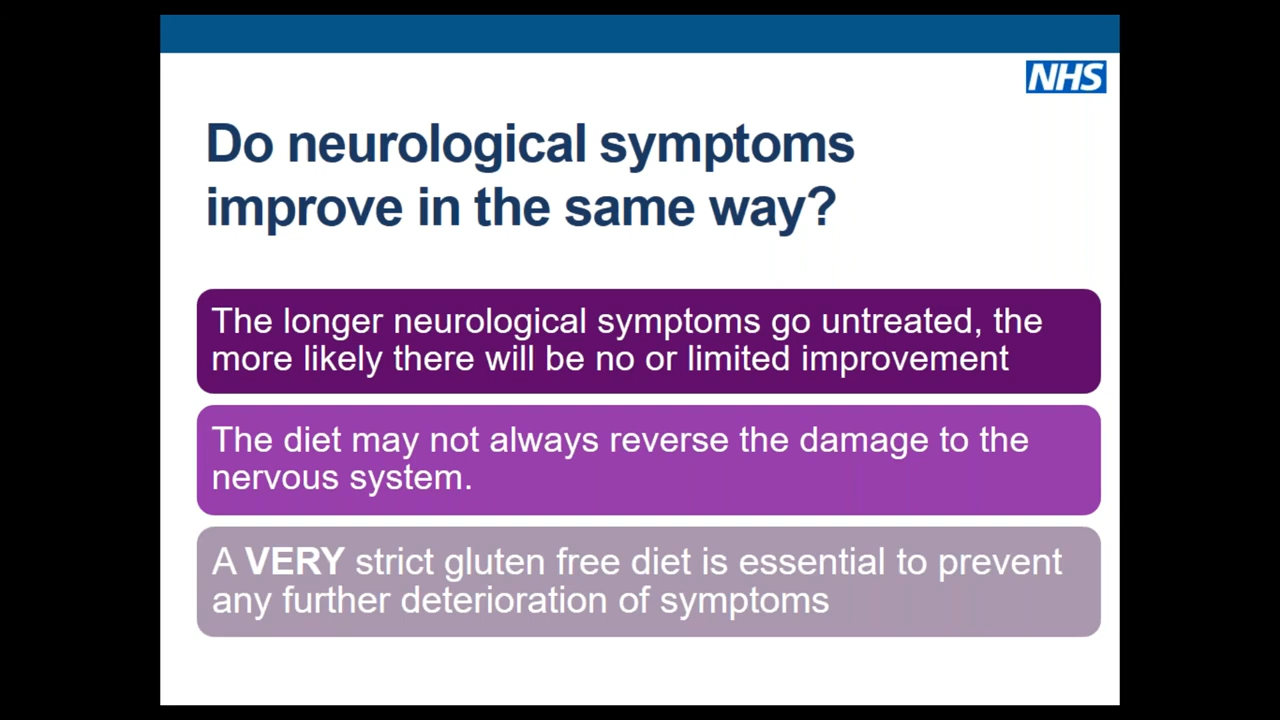 NHS
Do neurological symptoms
improve in the same way?
The longer neurological symptoms go untreated, the
more likely there will be no or limited improvement
The diet may not always reverse the damage to the
nervous system.
A VERY strict gluten free diet is essential to prevent
any further deterioration of symptoms